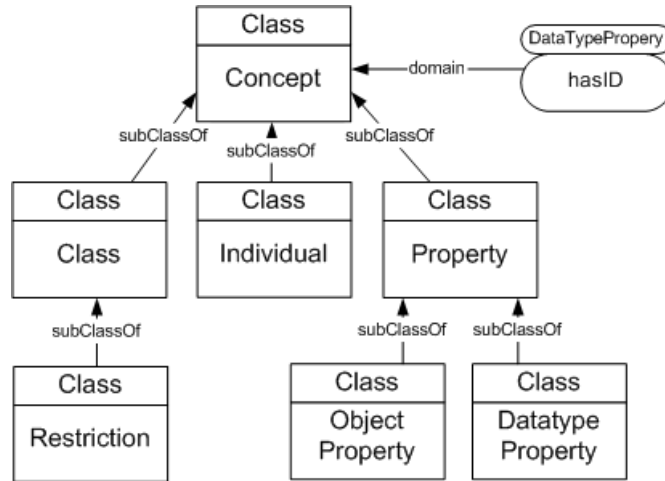 Class
Concept
domain
DataTypePropery
hasID
subClassOf
subClassOf
subClassOf
Class
Class
Class
Individual
Class
Property
subClassOf
subClassOf
subClassOf
Class
Restriction
Class
Object
Property
Class
Datatype
Property